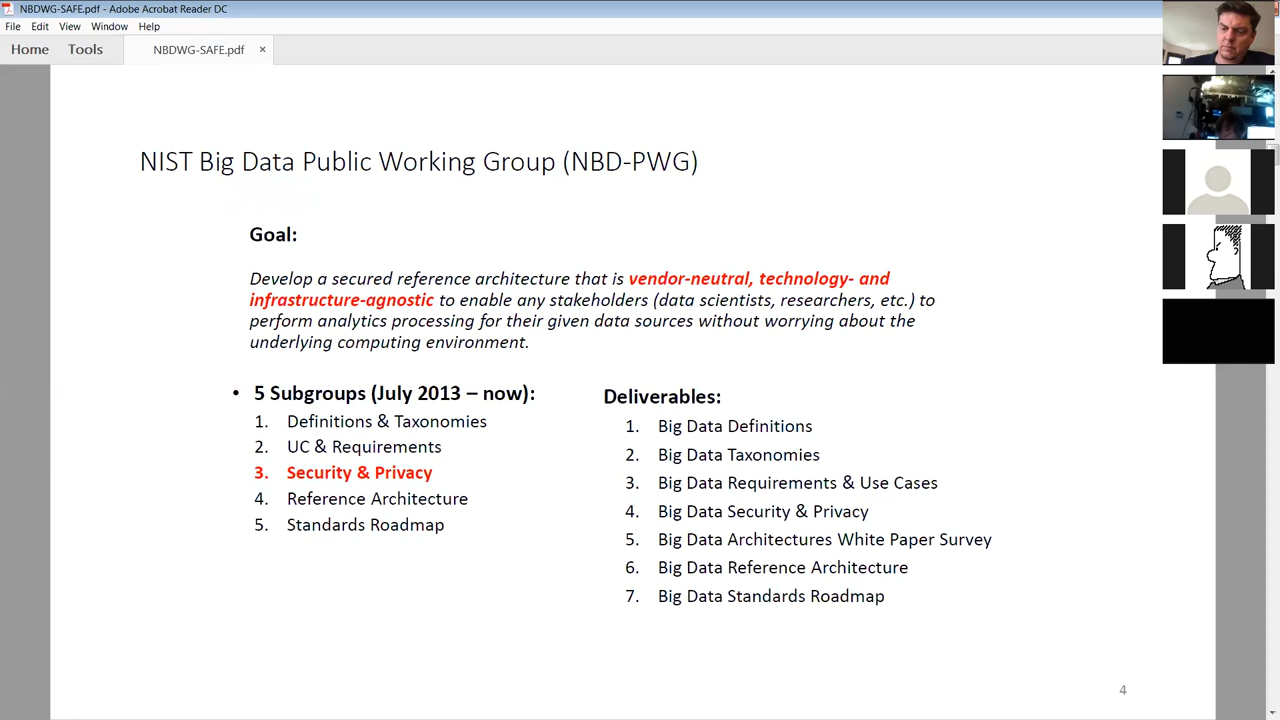 NBDWG-SAFE.pdf - Adobe Acrobat Reader DC
File Edit View Window Help
Home Tools NBDWG-SAFE.pdf ×
NIST Big Data Public Working Group (NBD-PWG)
Goal:
Develop a secured reference architecture that is vendor-neutral, technology- and
infrastructure-agnostic to enable any stakeholders (data scientists, researchers, etc.) to
perform analytics processing for their given data sources without worrying about the
underlying computing environment.
• 5 Subgroups (July 2013 – now):
1. Definitions & Taxonomies
2. UC & Requirements
3. Security & Privacy
4. Reference Architecture
5. Standards Roadmap
Deliverables:
1. Big Data Definitions
2. Big Data Taxonomies
3. Big Data Requirements & Use Cases
4. Big Data Security & Privacy
5. Big Data Architectures White Paper Survey
6. Big Data Reference Architecture
7. Big Data Standards Roadmap
4